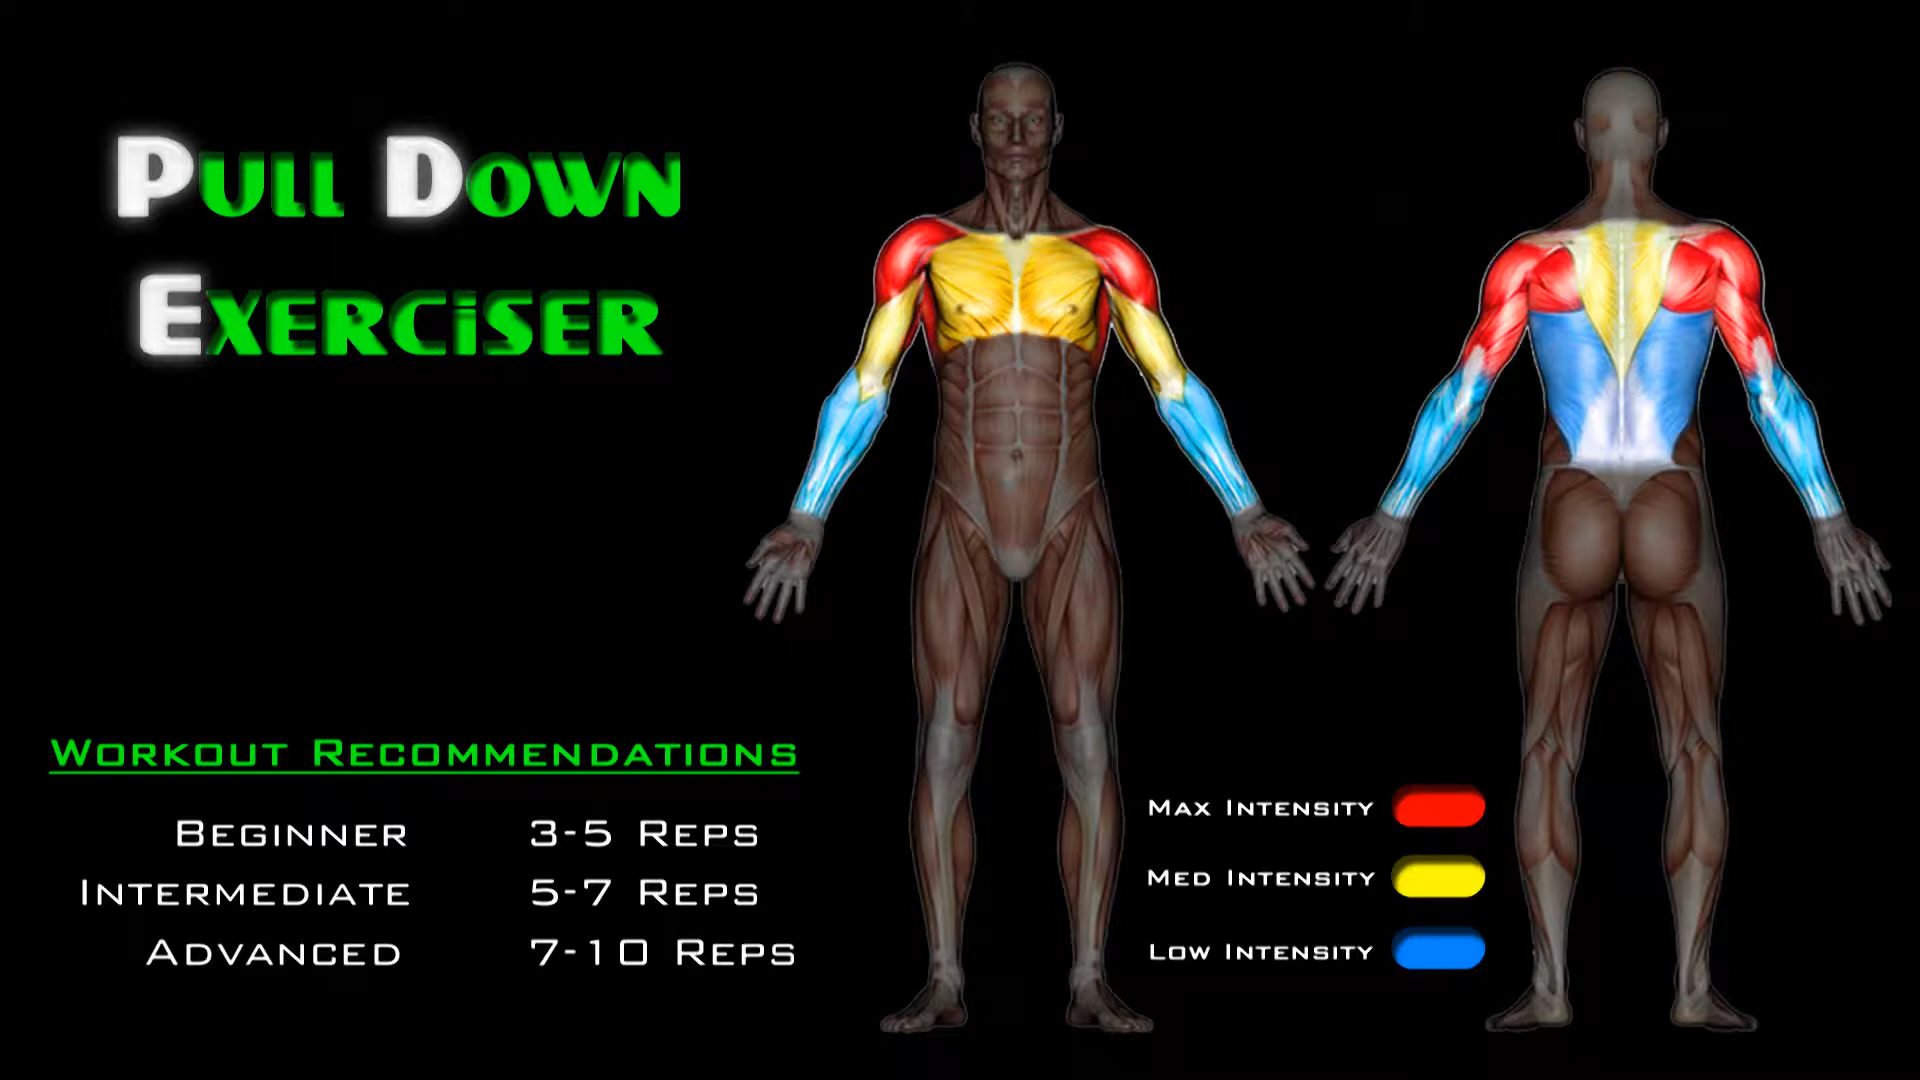 Pull Down
Exerciser
Workout Recommendations
Beginner 3-5 Reps
Intermediate 5-7 Reps
Advanced 7-10 Reps
Max Intensity
Med Intensity
Low Intensity